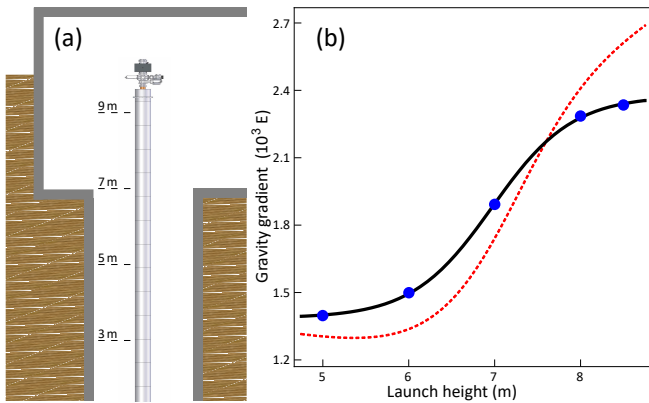 (a)
9 m
7 m
5 m
3 m
(b)
Gravity gradient (10³ E)
2.7
2.4
2.1
1.8
1.5
1.2
5 6 7 8
Launch height (m)